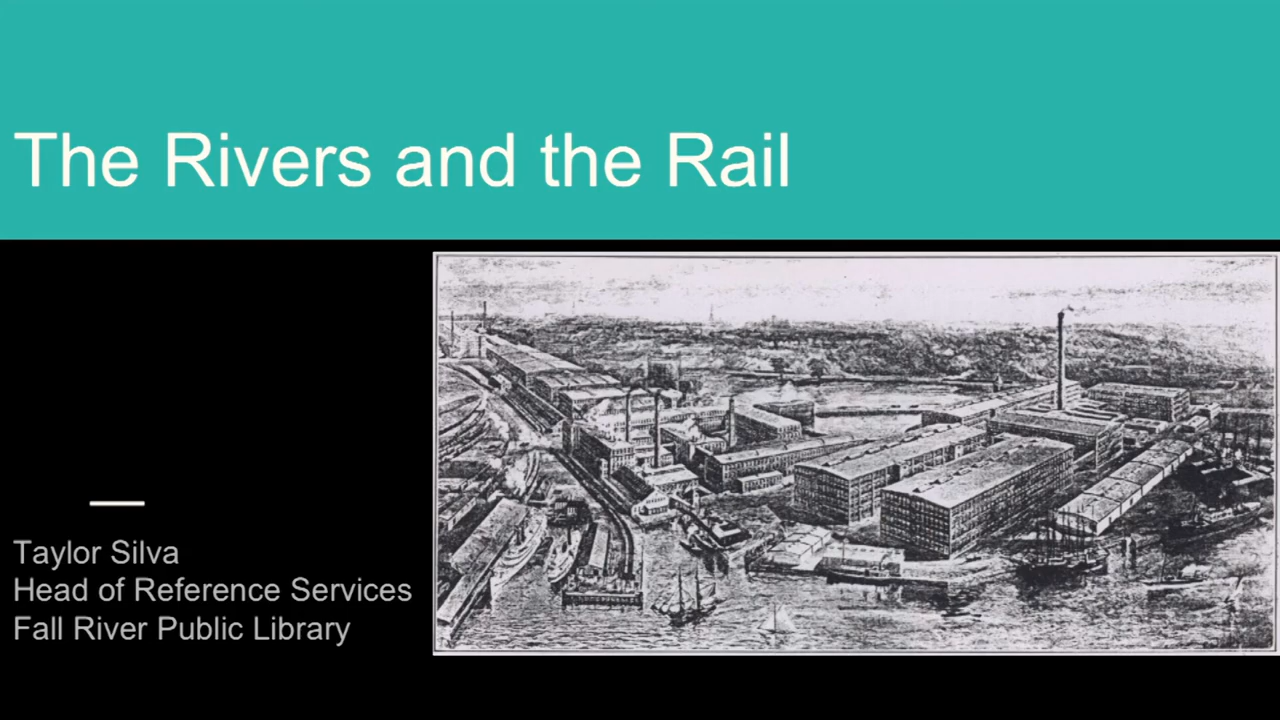 The Rivers and the Rail
Taylor Silva
Head of Reference Services
Fall River Public Library